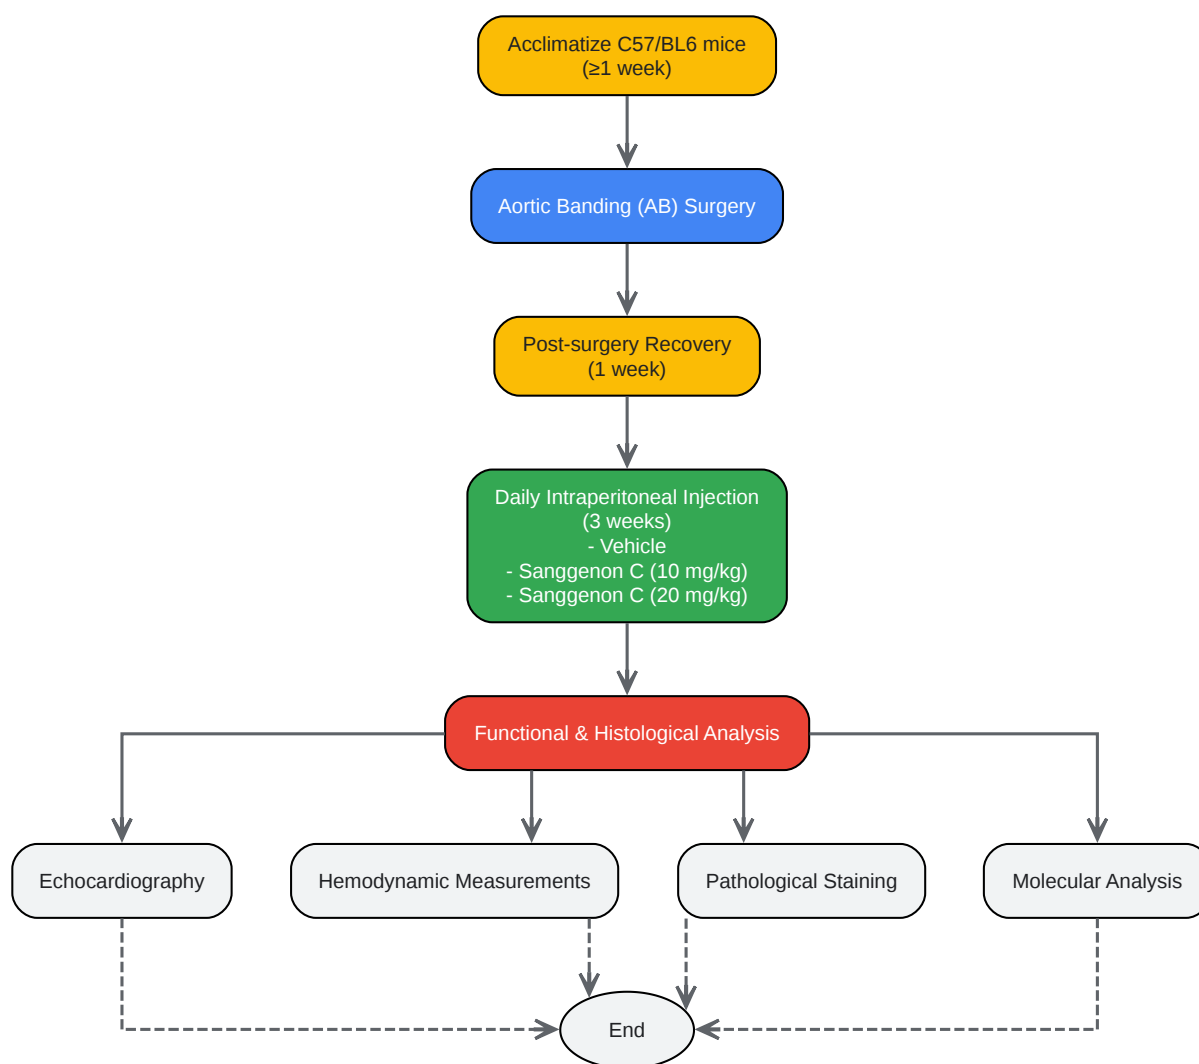 Acclimatize C57/BL6 mice
(≥1 week)
Aortic Banding (AB) Surgery
Post-surgery Recovery
(1 week)
Daily Intraperitoneal Injection
(3 weeks)
- Vehicle
- Sanggenon C (10 mg/kg)
- Sanggenon C (20 mg/kg)
Functional & Histological Analysis
Echocardiography
Hemodynamic Measurements
Pathological Staining
Molecular Analysis
End